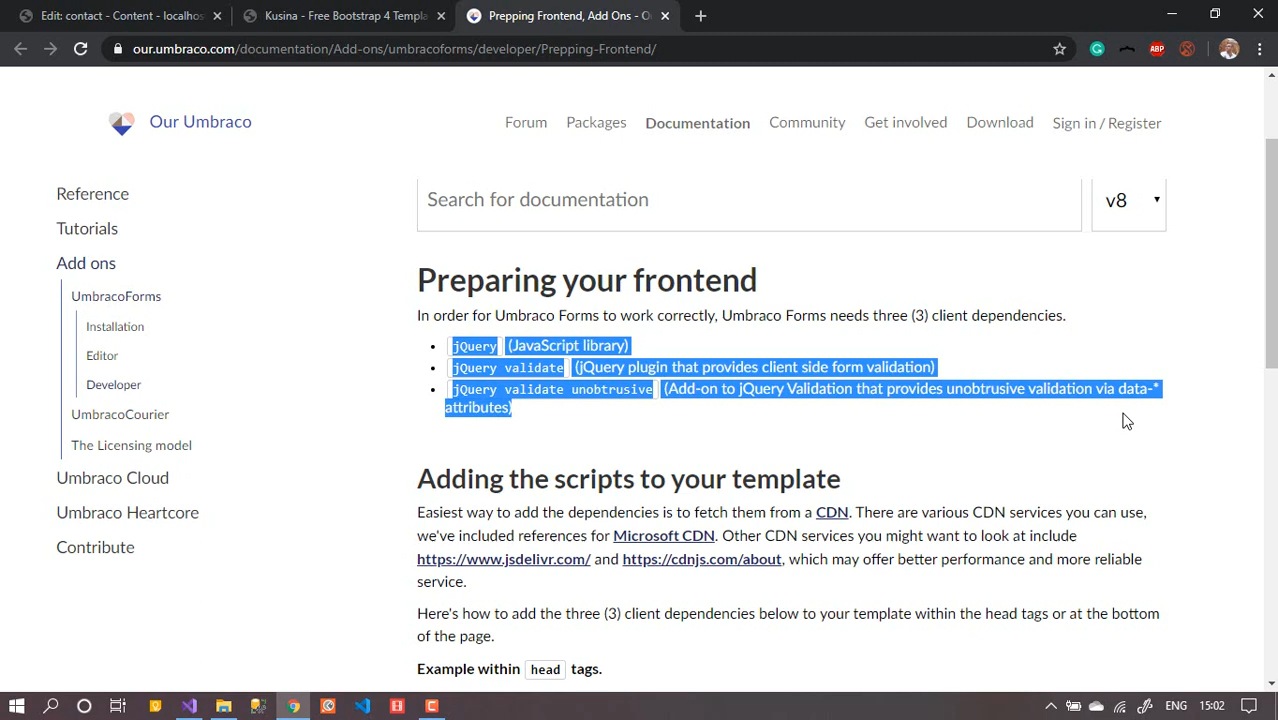 Edit: contact - Content - localhos
Kusina - Free Bootstrap 4 Templa
Prepping Frontend, Add Ons - O
our.umbraco.com/documentation/Add-ons/umbracoforms/developer/Prepping-Frontend/
ABP
Our Umbraco
Forum
Packages
Documentation
Community
Get involved
Download
Sign in / Register
Reference
Tutorials
Add ons
UmbracoForms
Installation
Editor
Developer
UmbracoCourier
The Licensing model
Umbraco Cloud
Umbraco Heartcore
Contribute
Search for documentation
v8
Preparing your frontend
In order for Umbraco Forms to work correctly, Umbraco Forms needs three (3) client dependencies.
jQuery (JavaScript library)
jQuery validate (jQuery plugin that provides client side form validation)
jQuery validate unobtrusive (Add-on to jQuery Validation that provides unobtrusive validation via data-*
attributes)
Adding the scripts to your template
Easiest way to add the dependencies is to fetch them from a CDN. There are various CDN services you can use,
we've included references for Microsoft CDN. Other CDN services you might want to look at include
https://www.jsdelivr.com/ and https://cdnjs.com/about, which may offer better performance and more reliable
service.
Here's how to add the three (3) client dependencies below to your template within the head tags or at the bottom
of the page.
Example within head tags.
ENG
15:02